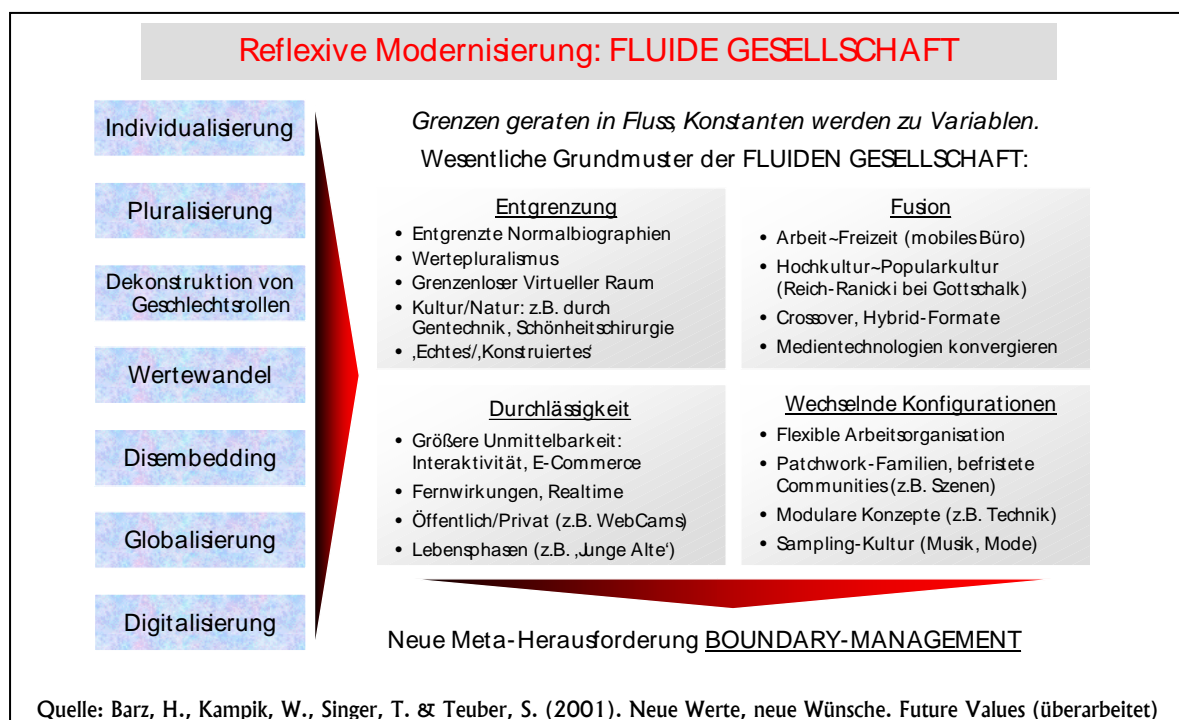 Reflexive Modernisierung: FLUIDE GESELLSCHAFT
Individualisierung
Pluralisierung
Dekonstruktion von
Geschlechtsrollen
Wertewandel
Disembedding
Globalisierung
Digitalisierung
Grenzen geraten in Fluss, Konstanten werden zu Variablen.
Wesentliche Grundmuster der FLUIDEN GESELLSCHAFT:
Entgrenzung
• Entgrenzte Normalbiographien
• Wertepluralismus
• Grenzenloser Virtueller Raum
• Kultur/Natur: z.B. durch
Gentechnik, Schönheitschirurgie
• ‚Echtes‘/‚Konstruiertes‘
Fusion
• Arbeit~Freizeit (mobiles Büro)
• Hochkultur~Popularkultur
(Reich-Ranicki bei Gottschalk)
• Crossover, Hybrid-Formate
• Medientechnologien konvergieren
Durchlässigkeit
• Größere Unmittelbarkeit:
Interaktivität, E-Commerce
• Fernwirkungen, Realtime
• Öffentlich/Privat (z.B. WebCams)
• Lebensphasen (z.B. ‚Junge Alte‘)
Wechselnde Konfigurationen
• Flexible Arbeitsorganisation
• Patchwork-Familien, befristete
Communities (z.B. Szenen)
• Modulare Konzepte (z.B. Technik)
• Sampling-Kultur (Musik, Mode)
Neue Meta-Herausforderung BOUNDARY-MANAGEMENT
Quelle: Barz, H., Kampik, W., Singer, T. & Teuber, S. (2001). Neue Werte, neue Wünsche. Future Values (überarbeitet)